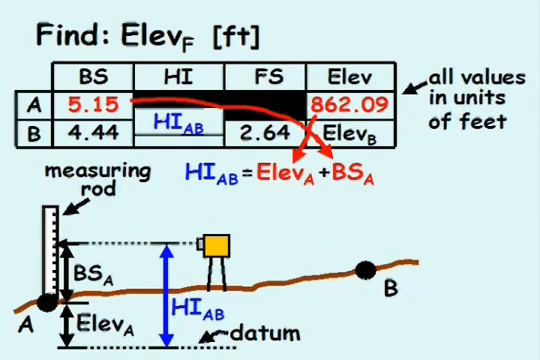 Find: ElevF [ft]
BS HI FS Elev
A 5.15 862.09
B 4.44 HIAB 2.64 ElevB
all values
in units
of feet
HIAB=ElevA+BSA
measuring
rod
BSA
HIAB
B
A
ElevA
datum